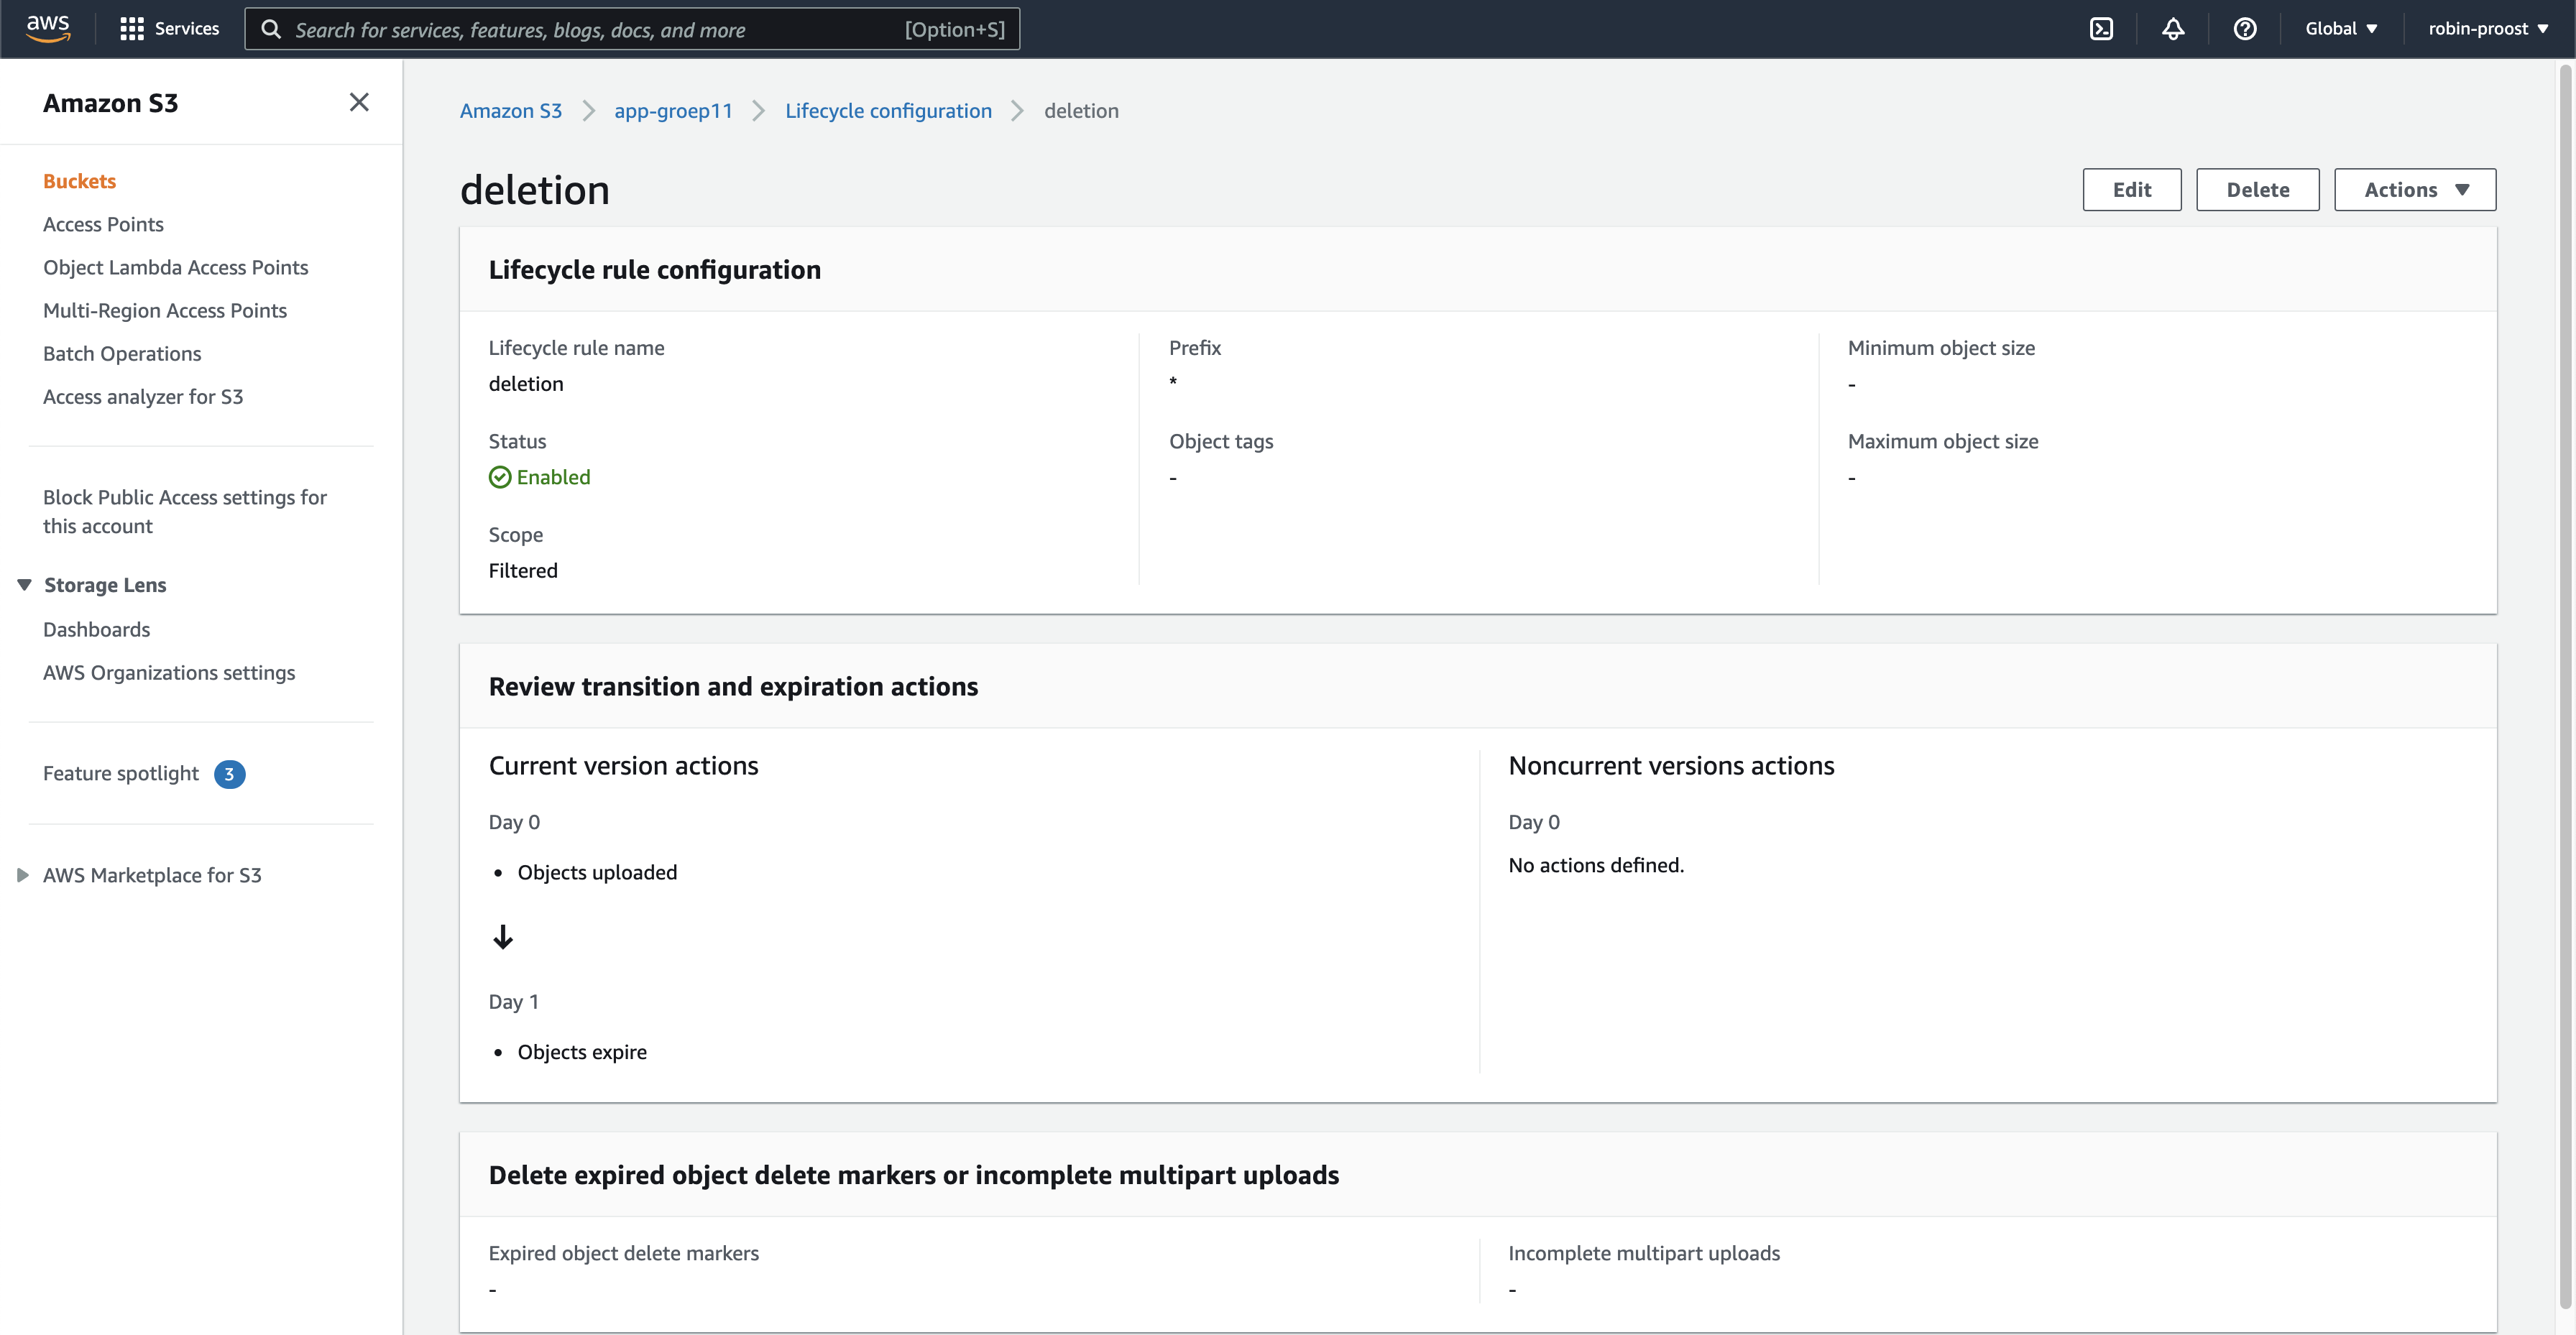 aws
Services
Search for services, features, blogs, docs, and more
[Option+S]
Global
robin-proost
Amazon S3
Buckets
Access Points
Object Lambda Access Points
Multi-Region Access Points
Batch Operations
Access analyzer for S3
Block Public Access settings for
this account
Storage Lens
Dashboards
AWS Organizations settings
Feature spotlight 3
AWS Marketplace for S3
Amazon S3 > app-groep11 > Lifecycle configuration > deletion
deletion
Edit
Delete
Actions
Lifecycle rule configuration
Lifecycle rule name
deletion
Status
Enabled
Scope
Filtered
Prefix
*
Object tags
-
Minimum object size
-
Maximum object size
-
Review transition and expiration actions
Current version actions
Day 0
• Objects uploaded
↓
Day 1
• Objects expire
Noncurrent versions actions
Day 0
No actions defined.
Delete expired object delete markers or incomplete multipart uploads
Expired object delete markers
-
Incomplete multipart uploads
-